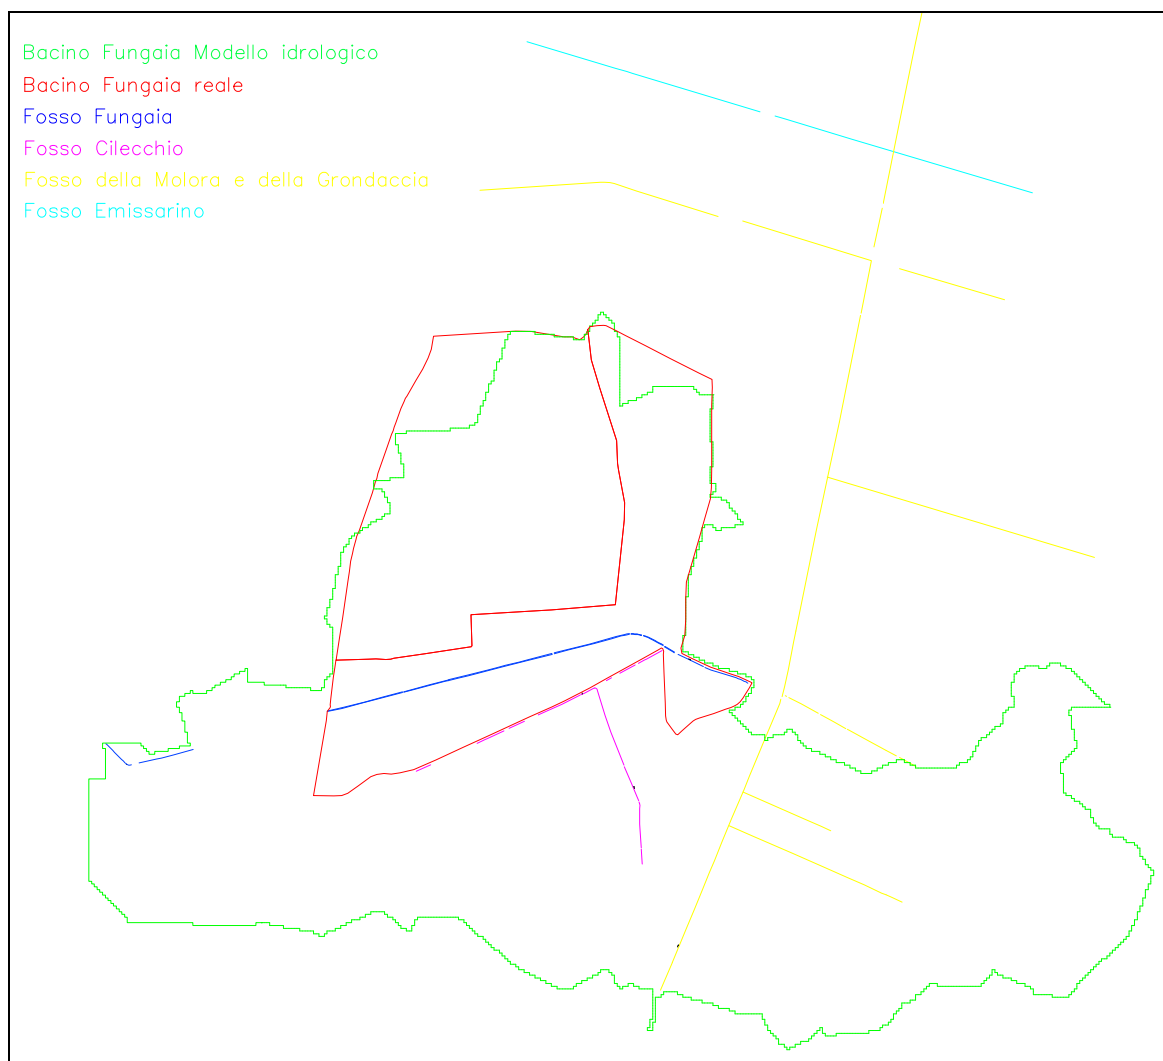 Bacino Fungaia Modello idrologico
Bacino Fungaia reale
Fosso Fungaia
Fosso Cilecchio
Fosso della Molora e della Grondaccia
Fosso Emissarino